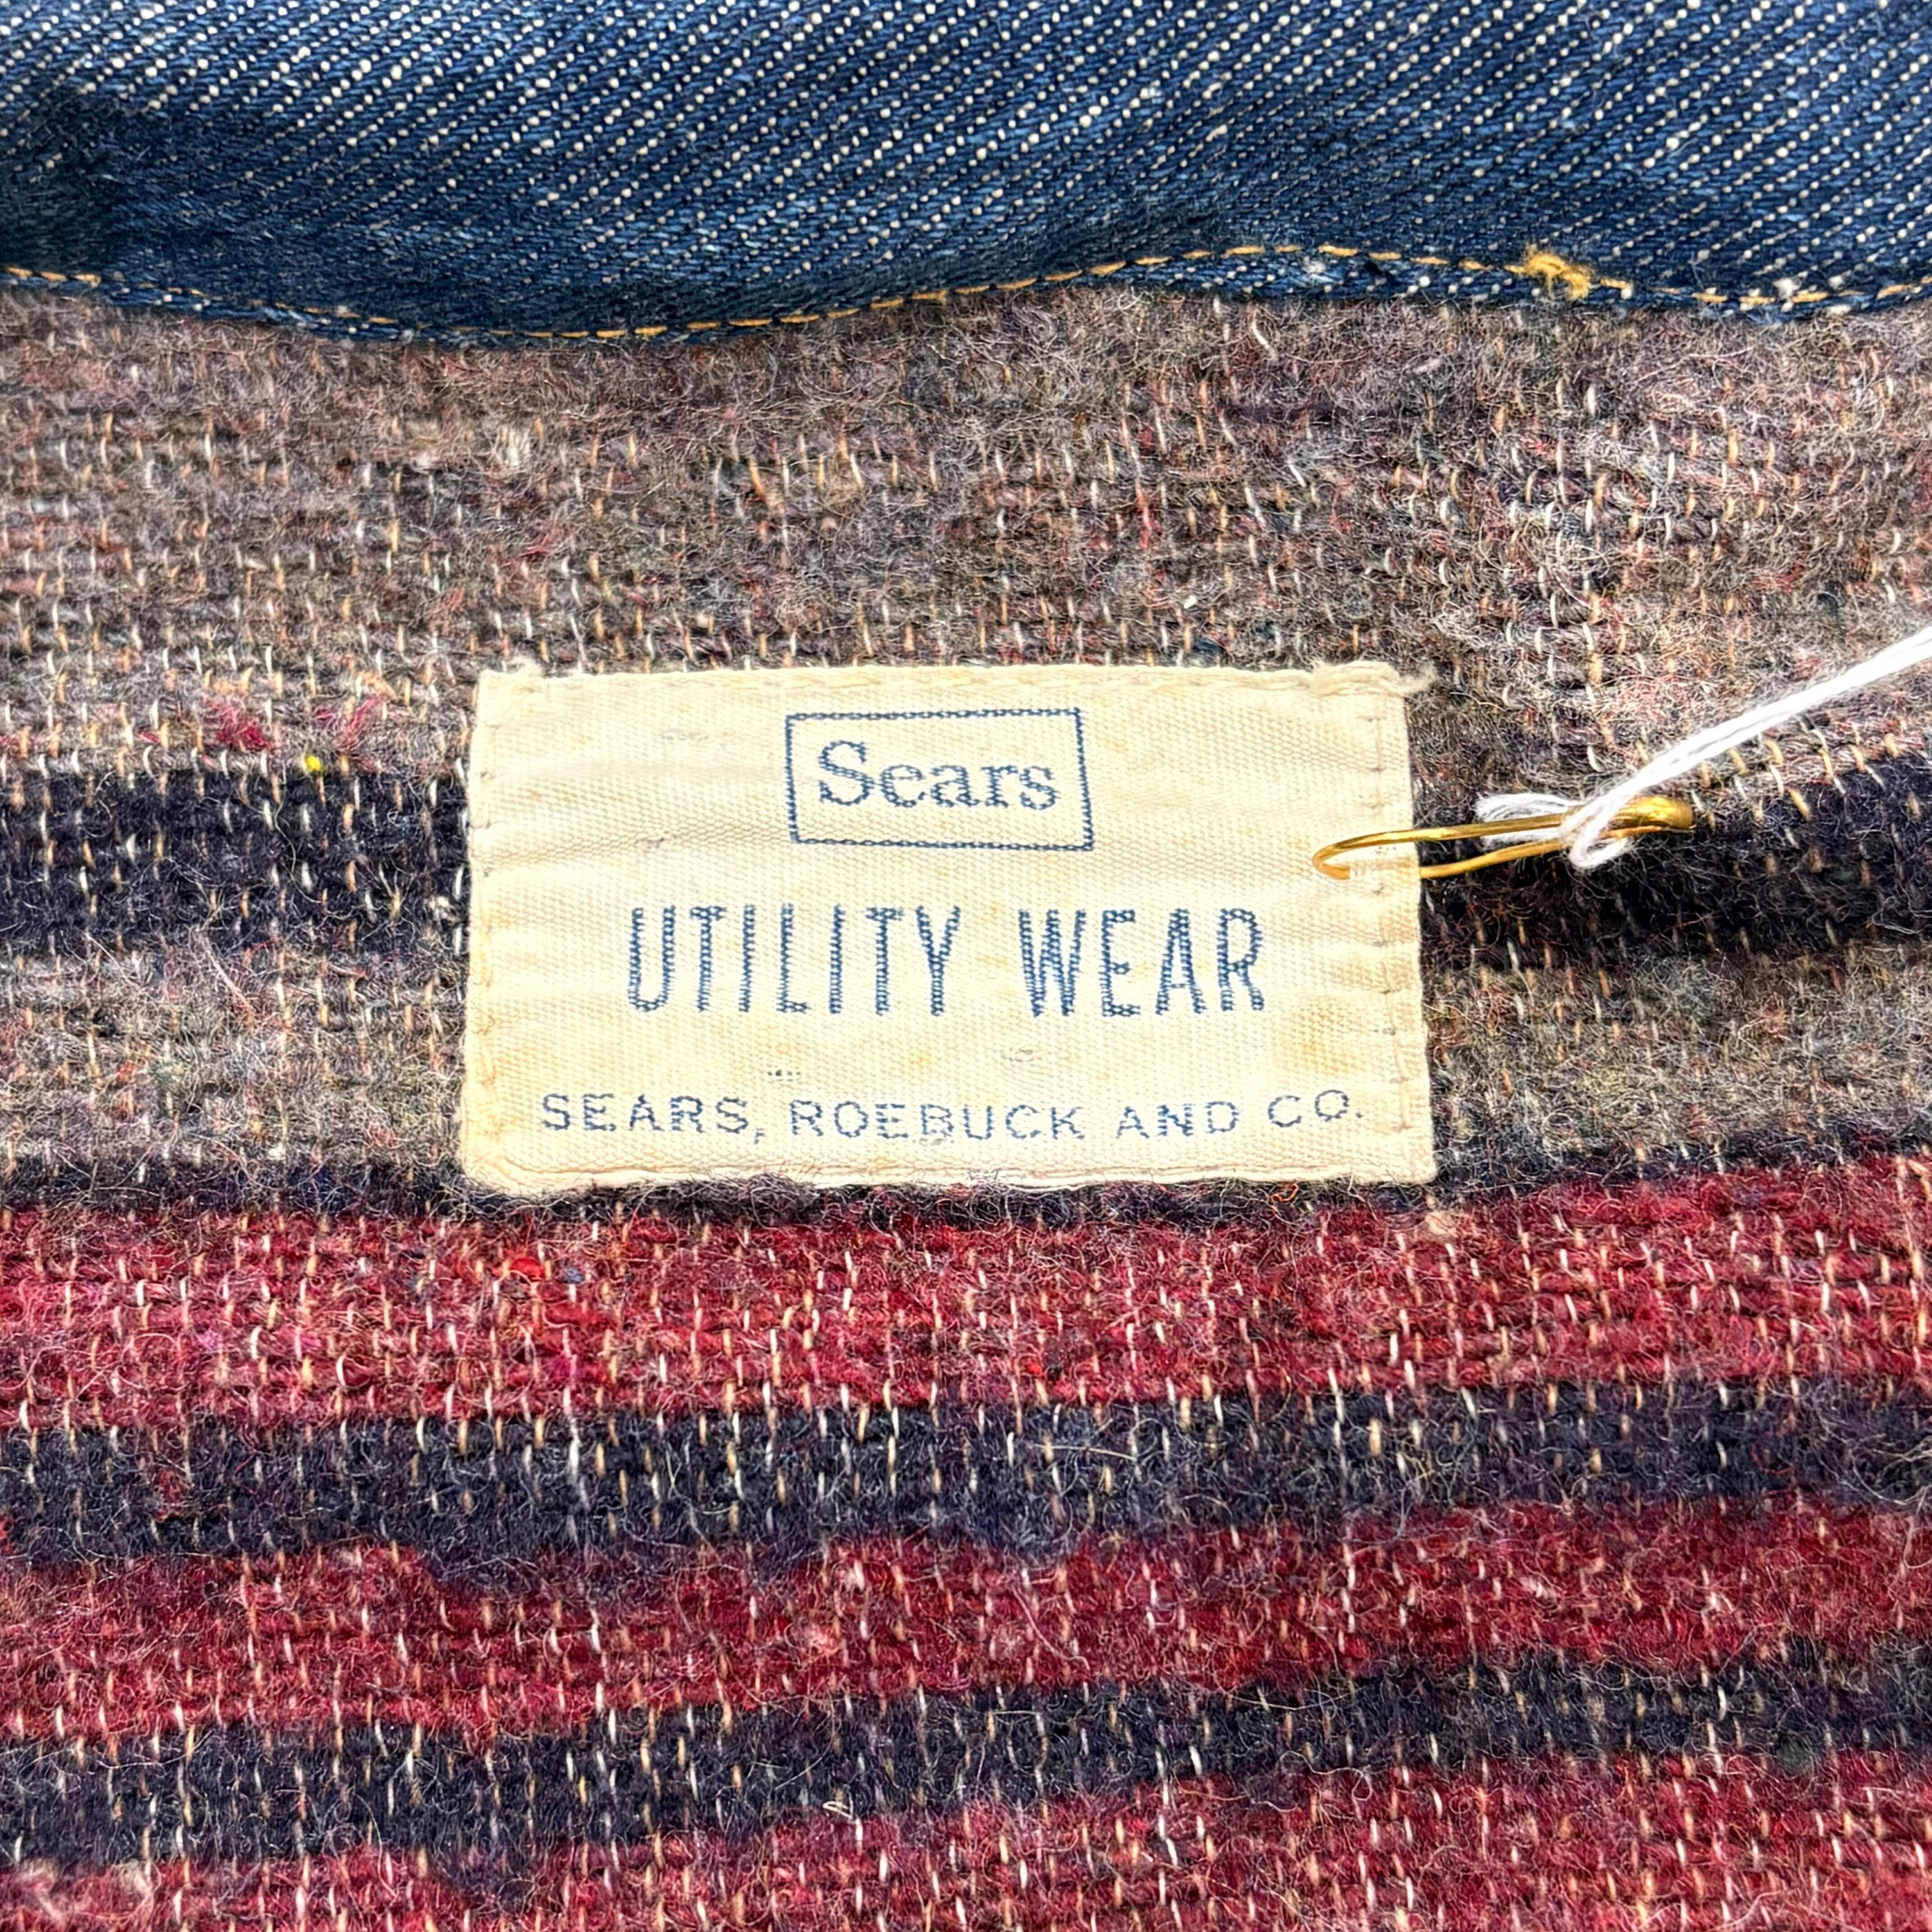 Sears
UTILITY WEAR
SEARS, ROEBUCK AND CO.